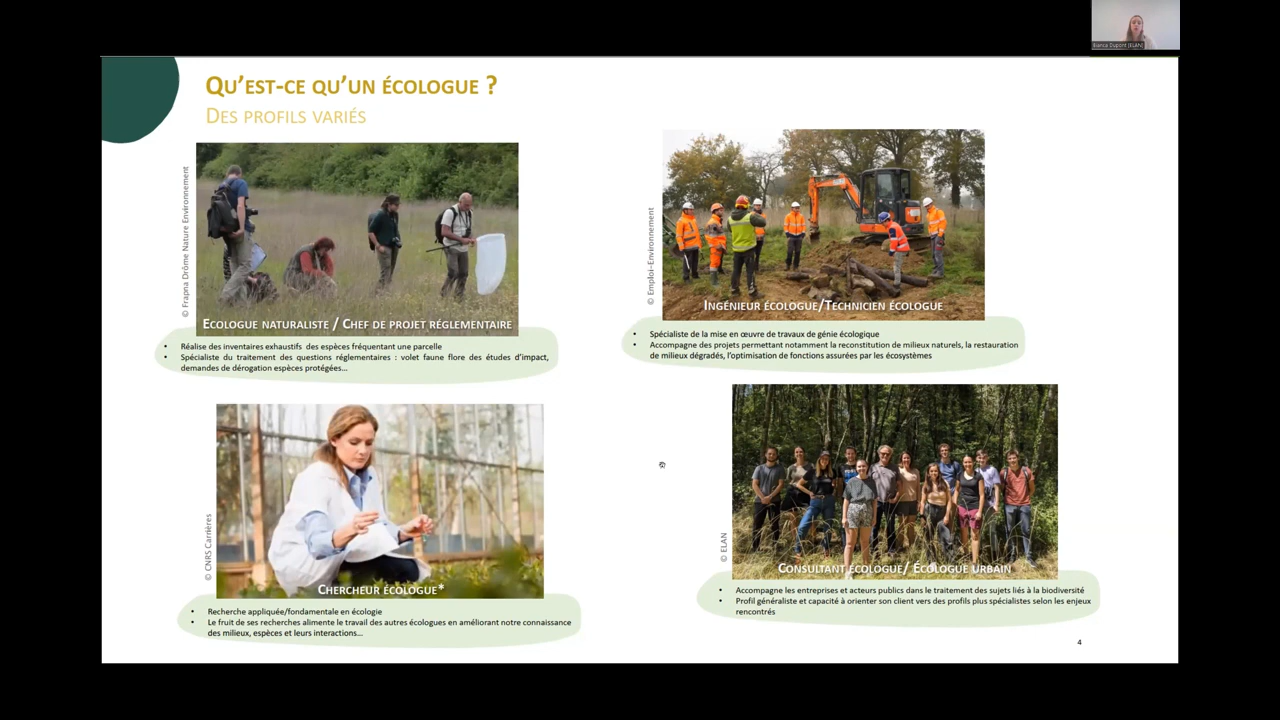 Bianca Dupont (ELAN)
QU'EST-CE QU'UN ÉCOLOGUE ?
DES PROFILS VARIÉS
© Frapna Drôme Nature Environnement
ECOLOGUE NATURALISTE / CHEF DE PROJET RÉGLEMENTAIRE
• Réalise des inventaires exhaustifs des espèces fréquentant une parcelle
• Spécialiste du traitement des questions réglementaires : volet faune flore des études d'impact,
demandes de dérogation espèces protégées...
© Emploi-Environnement
INGÉNIEUR ÉCOLOGUE/TECHNICIEN ÉCOLOGUE
• Spécialiste de la mise en œuvre de travaux de génie écologique
• Accompagne des projets permettant notamment la reconstitution de milieux naturels, la restauration
de milieux dégradés, l'optimisation de fonctions assurées par les écosystèmes
© CNRS Carrières
CHERCHEUR ÉCOLOGUE*
• Recherche appliquée/fondamentale en écologie
• Le fruit de ses recherches alimente le travail des autres écologues en améliorant notre connaissance
des milieux, espèces et leurs interactions...
© ELAN
CONSULTANT ÉCOLOGUE/ ÉCOLOGUE URBAIN
• Accompagne les entreprises et acteurs publics dans le traitement des sujets liés à la biodiversité
• Profil généraliste et capacité à orienter son client vers des profils plus spécialistes selon les enjeux
rencontrés
4